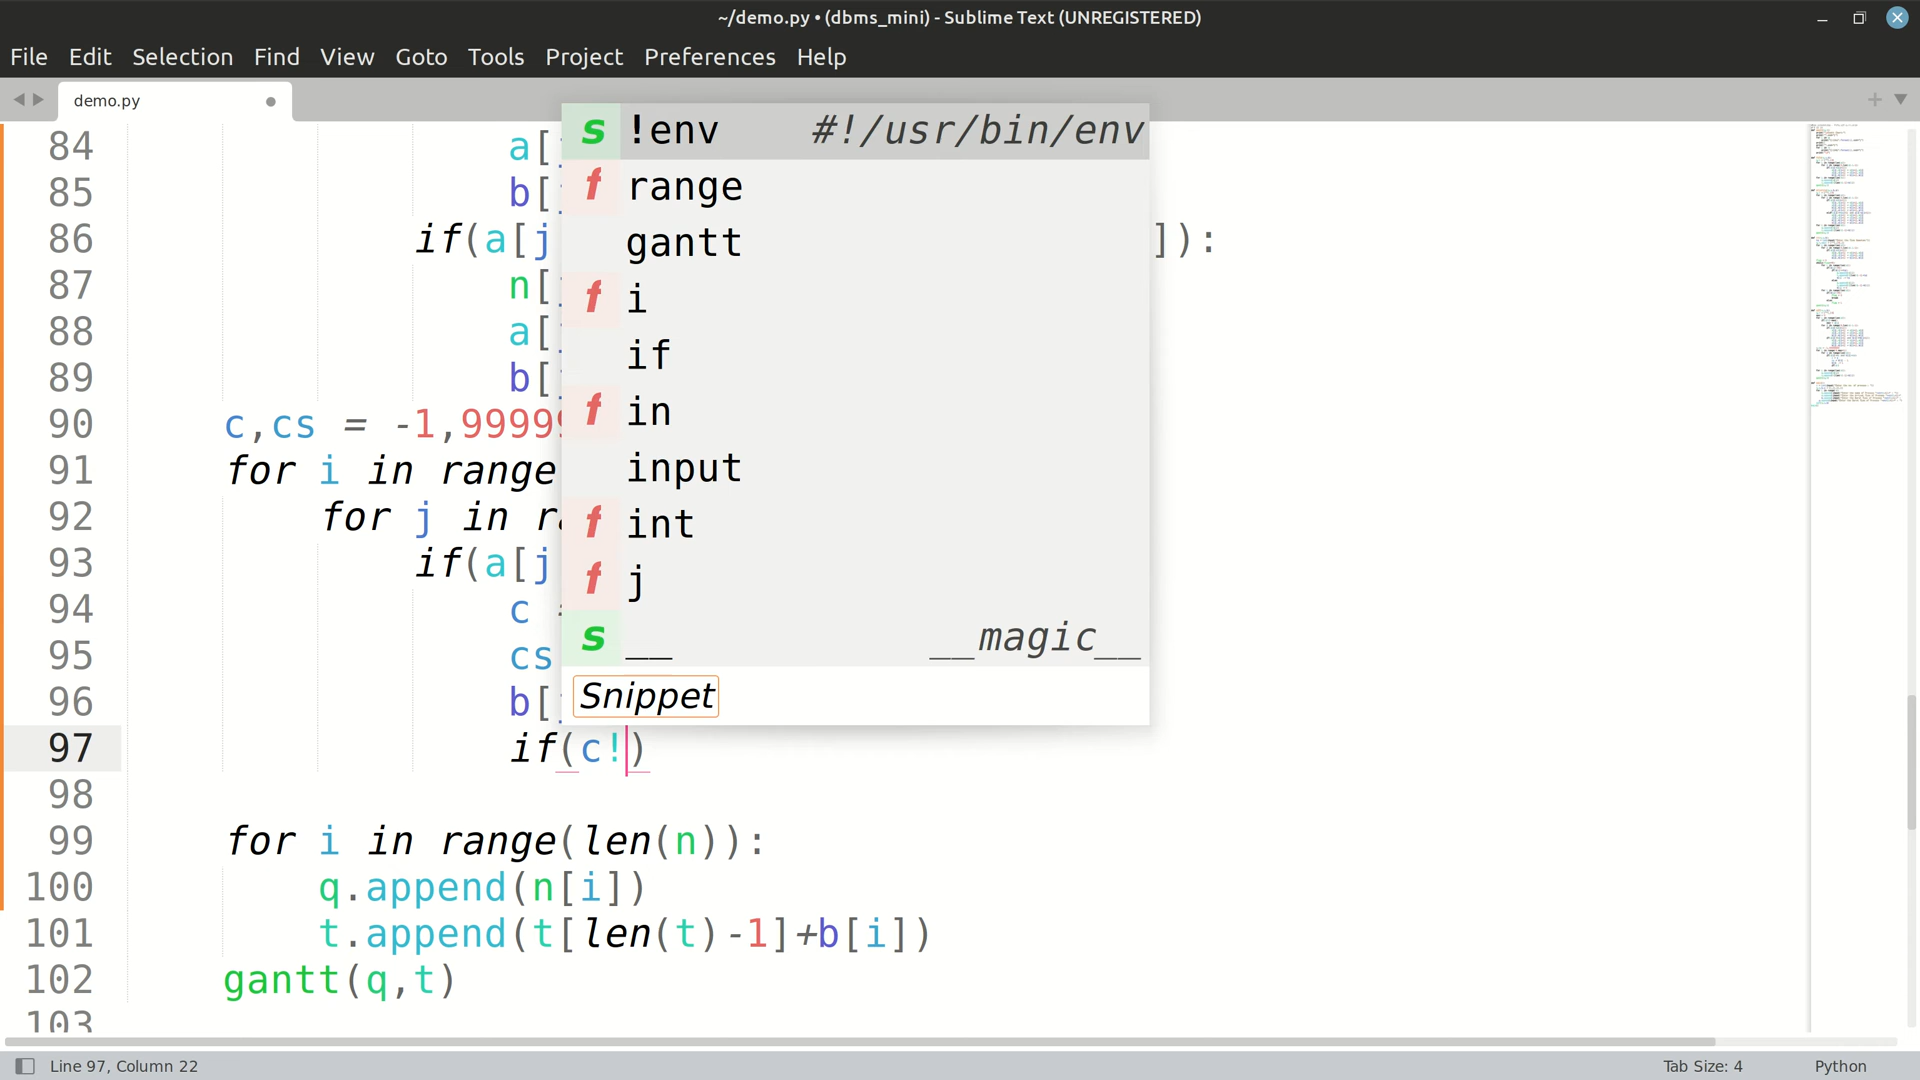 ~/demo.py • (dbms_mini) - Sublime Text (UNREGISTERED)
File Edit Selection Find View Goto Tools Project Preferences Help
demo.py
84 a[
85 b[
86 if(a[j ]):
87 n[
88 a[
89 b[
90 c,cs = -1,9999
91 for i in range
92 for j in
93 if(a[j
94 c
95 cs
96 b[
97 if(c!)
98
99 for i in range(len(n)):
100 q.append(n[i])
101 t.append(t[len(t)-1]+b[i])
102 gantt(q,t)
103
s !env #!/usr/bin/env
f range
gantt
f i
if
f in
input
f int
f j
s __ __magic__
Snippet
Line 97, Column 22
Tab Size: 4
Python